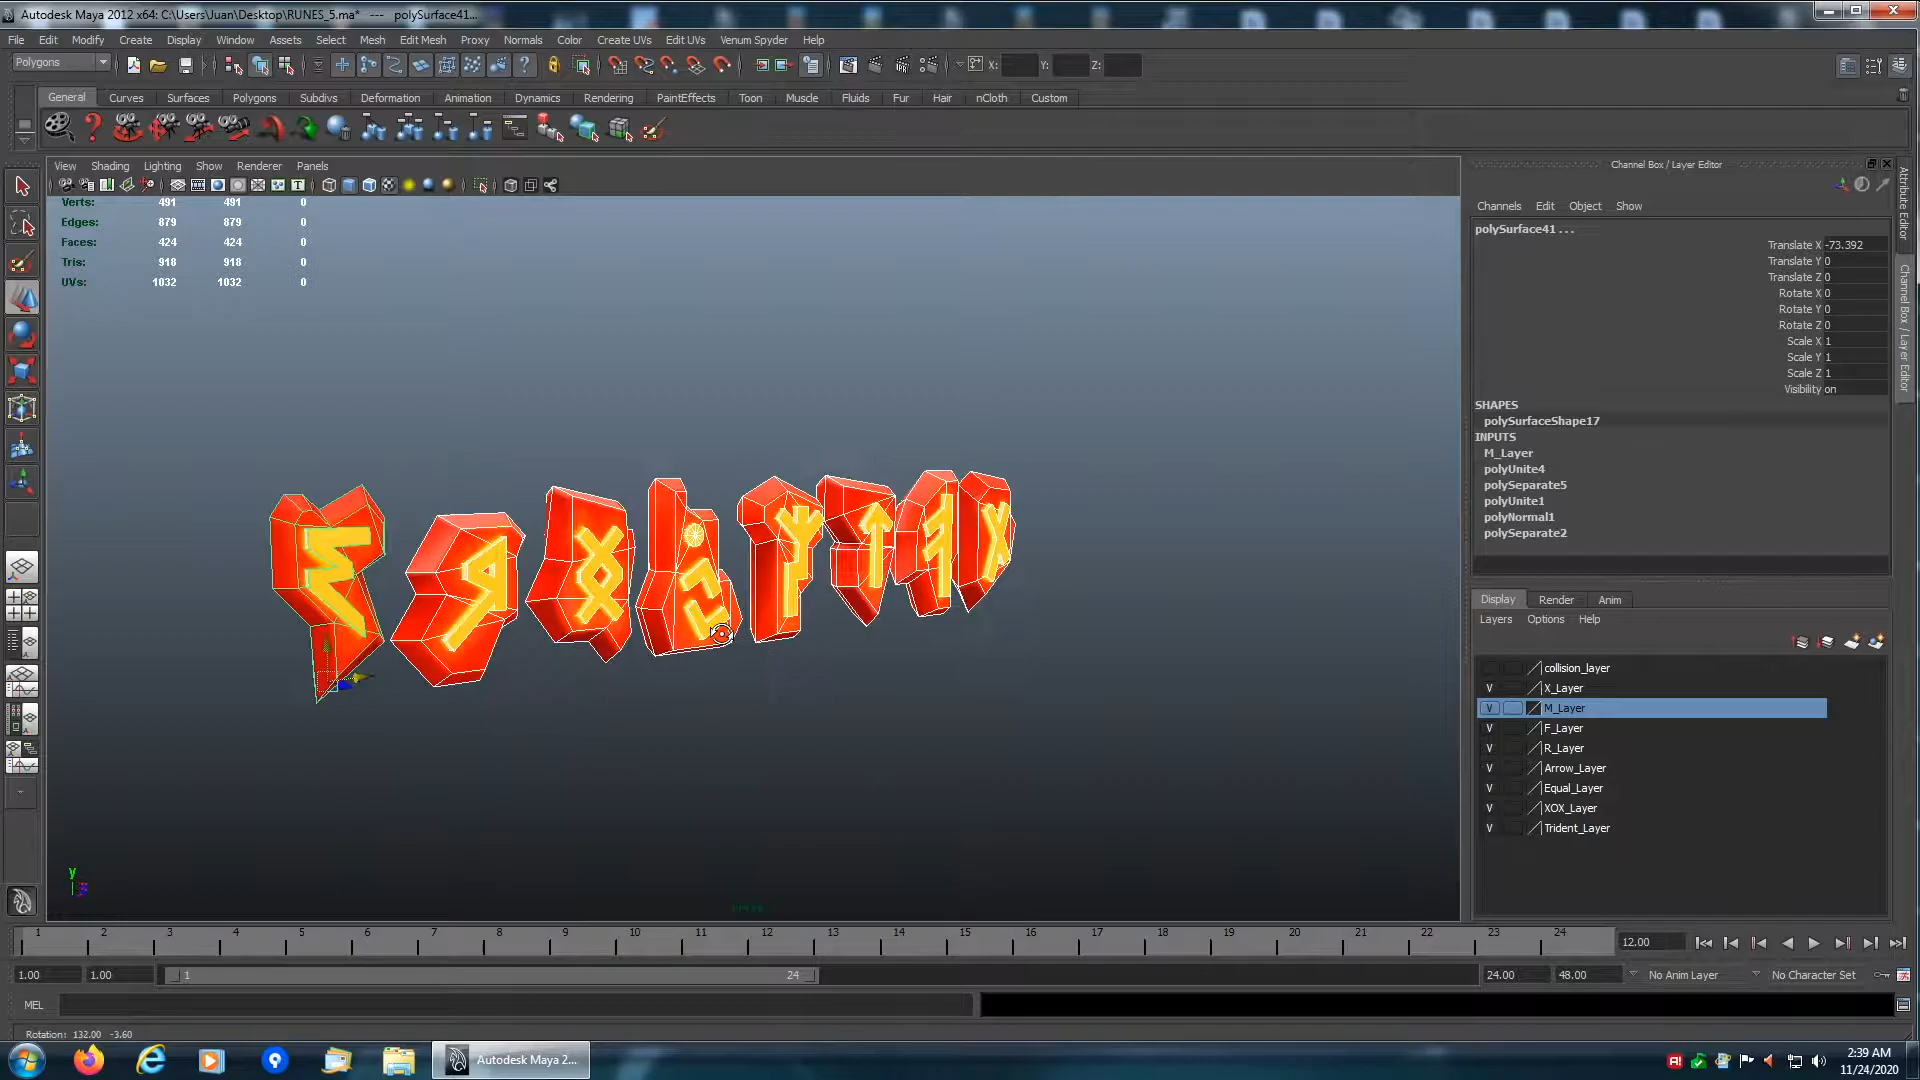 Autodesk Maya 2012 x64: C:\Users\Juan\Desktop\RUNES_5.ma* --- polySurface41...
File Edit Modify Create Display Window Assets Select Mesh Edit Mesh Proxy Normals Color Create UVs Edit UVs Venum Spyder Help
Polygons X: Y: Z:
General Curves Surfaces Polygons Subdivs Deformation Animation Dynamics Rendering PaintEffects Toon Muscle Fluids Fur Hair nCloth Custom
View Shading Lighting Show Renderer Panels
Verts: 491 491 0
Edges: 879 879 0
Faces: 424 424 0
Tris: 918 918 0
UVs: 1032 1032 0
y
Channel Box / Layer Editor
Channels Edit Object Show
polySurface41 ...
Translate X -73.392
Translate Y 0
Translate Z 0
Rotate X 0
Rotate Y 0
Rotate Z 0
Scale X 1
Scale Y 1
Scale Z 1
Visibility on
SHAPES
polySurfaceShape17
INPUTS
M_Layer
polyUnite4
polySeparate5
polyUnite1
polyNormal1
polySeparate2
Display Render Anim
Layers Options Help
collision_layer
V X_Layer
V M_Layer
V F_Layer
V R_Layer
V Arrow_Layer
V Equal_Layer
V XOX_Layer
V Trident_Layer
Attribute Editor
Channel Box / Layer Editor
1 2 3 4 5 6 7 8 9 10 11 12 13 14 15 16 17 18 19 20 21 22 23 24 12.00
1.00 1.00 1 24 24.00 48.00 No Anim Layer No Character Set
MEL
Rotation: 132.00 -3.60
Autodesk Maya 2...
2:39 AM
11/24/2020